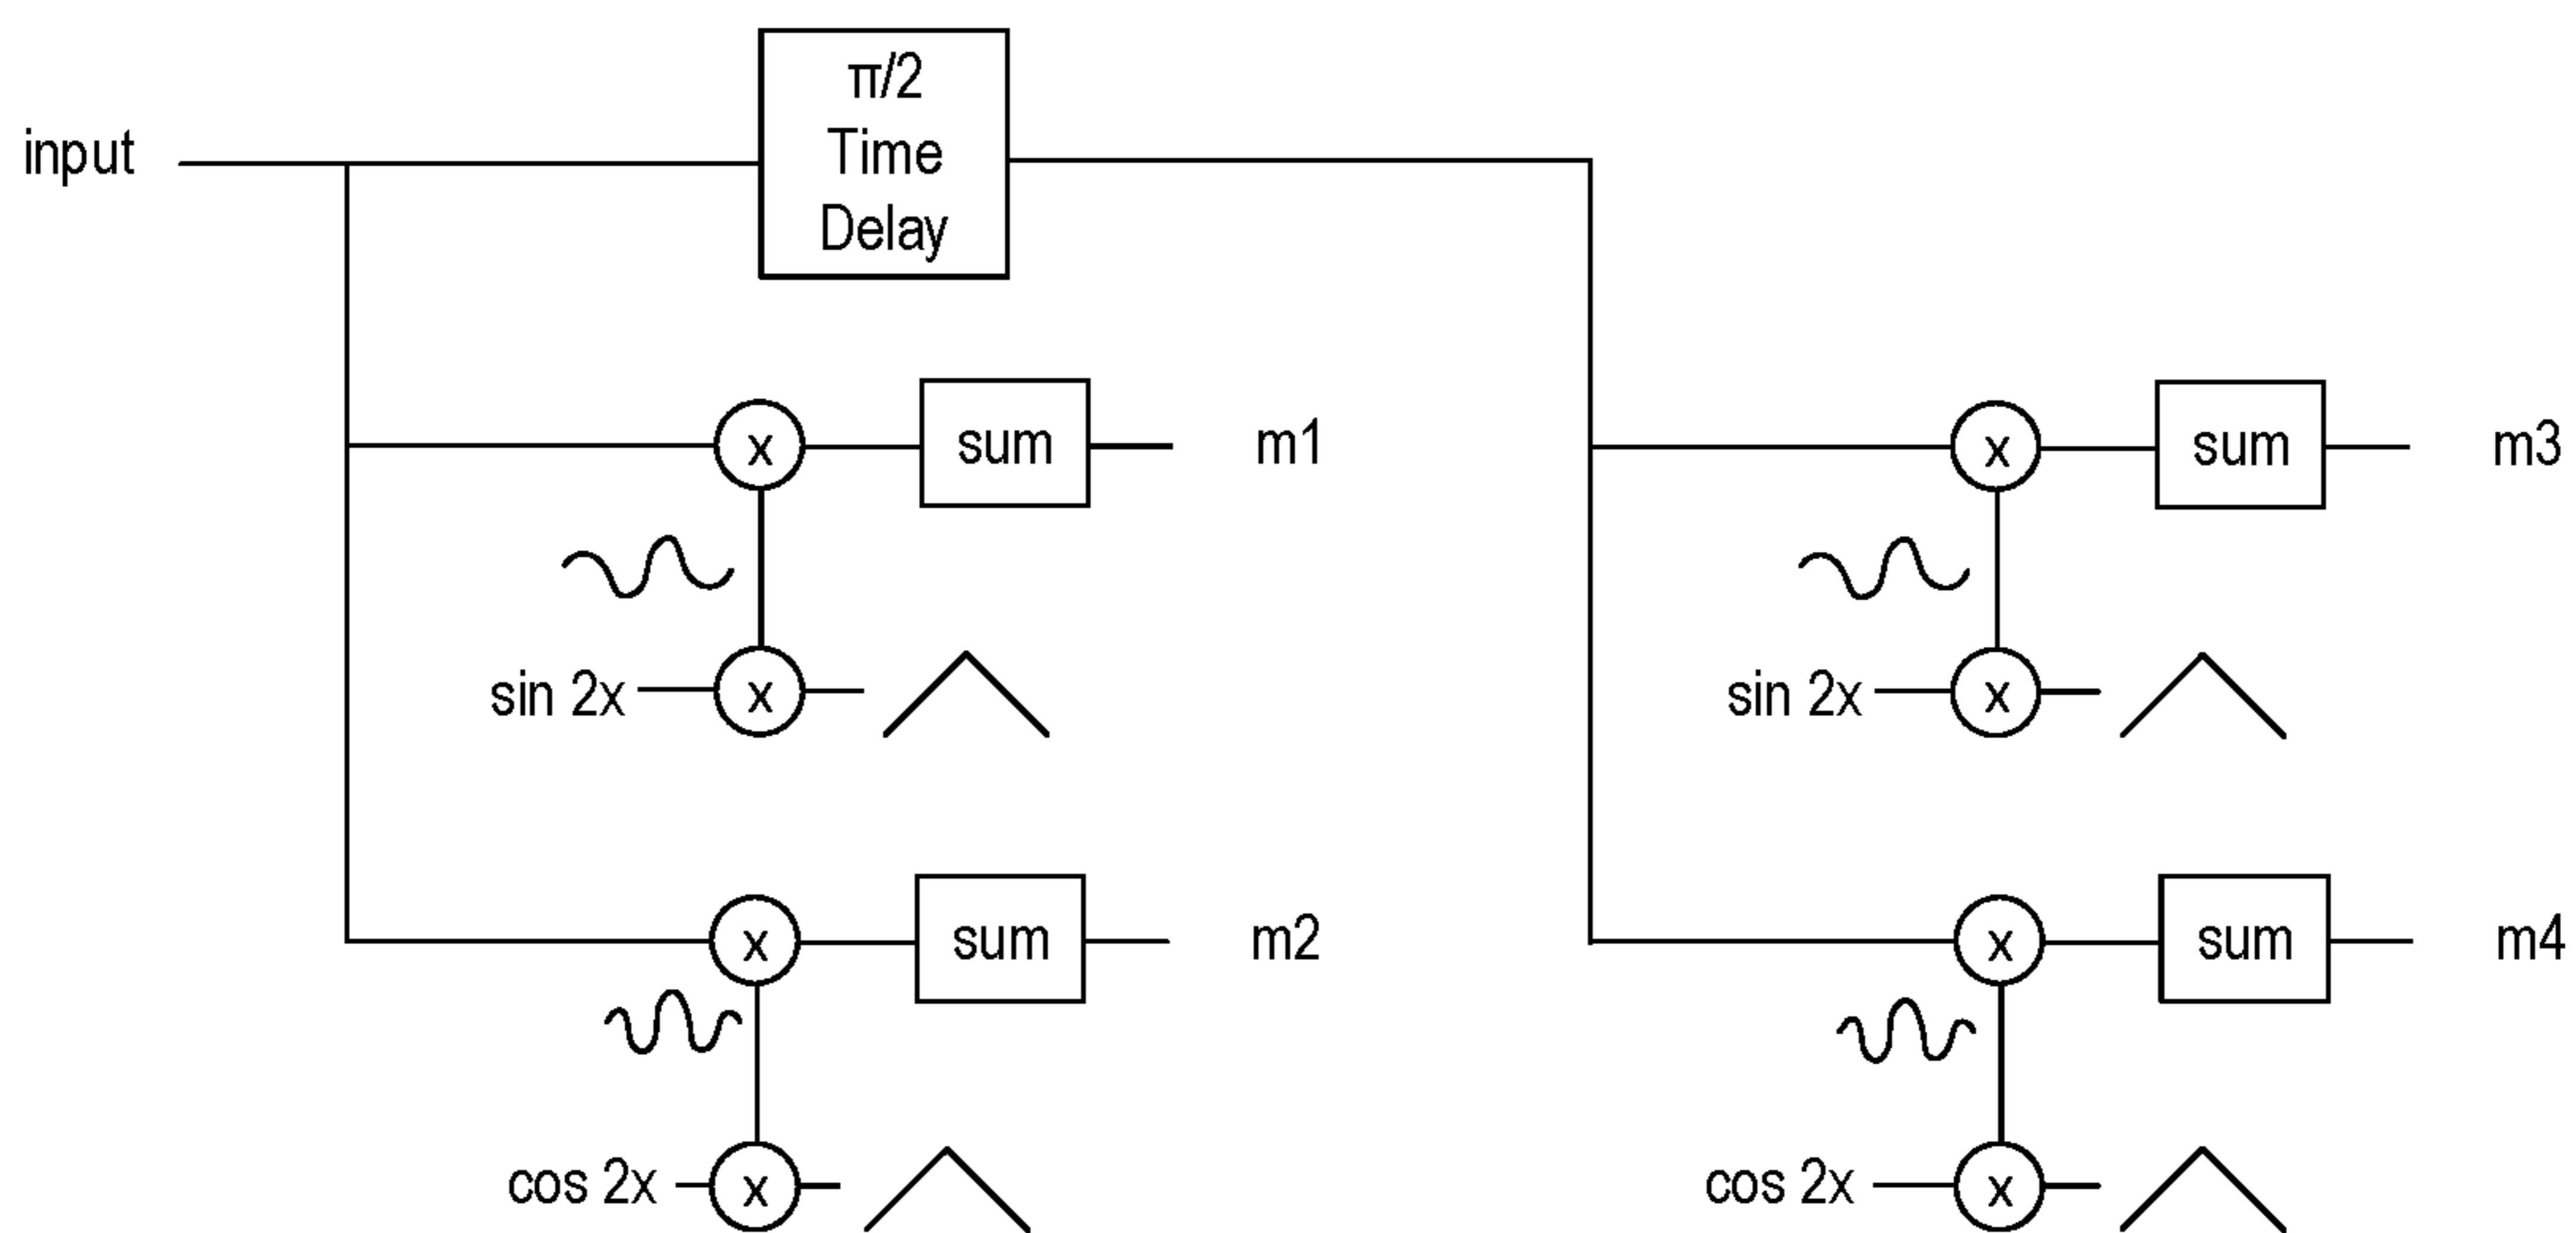 π/2
Time
Delay
input
x
sum
m1
x
sum
m3
sin 2x
x
sin 2x
x
x
sum
m2
x
sum
m4
cos 2x
x
cos 2x
x